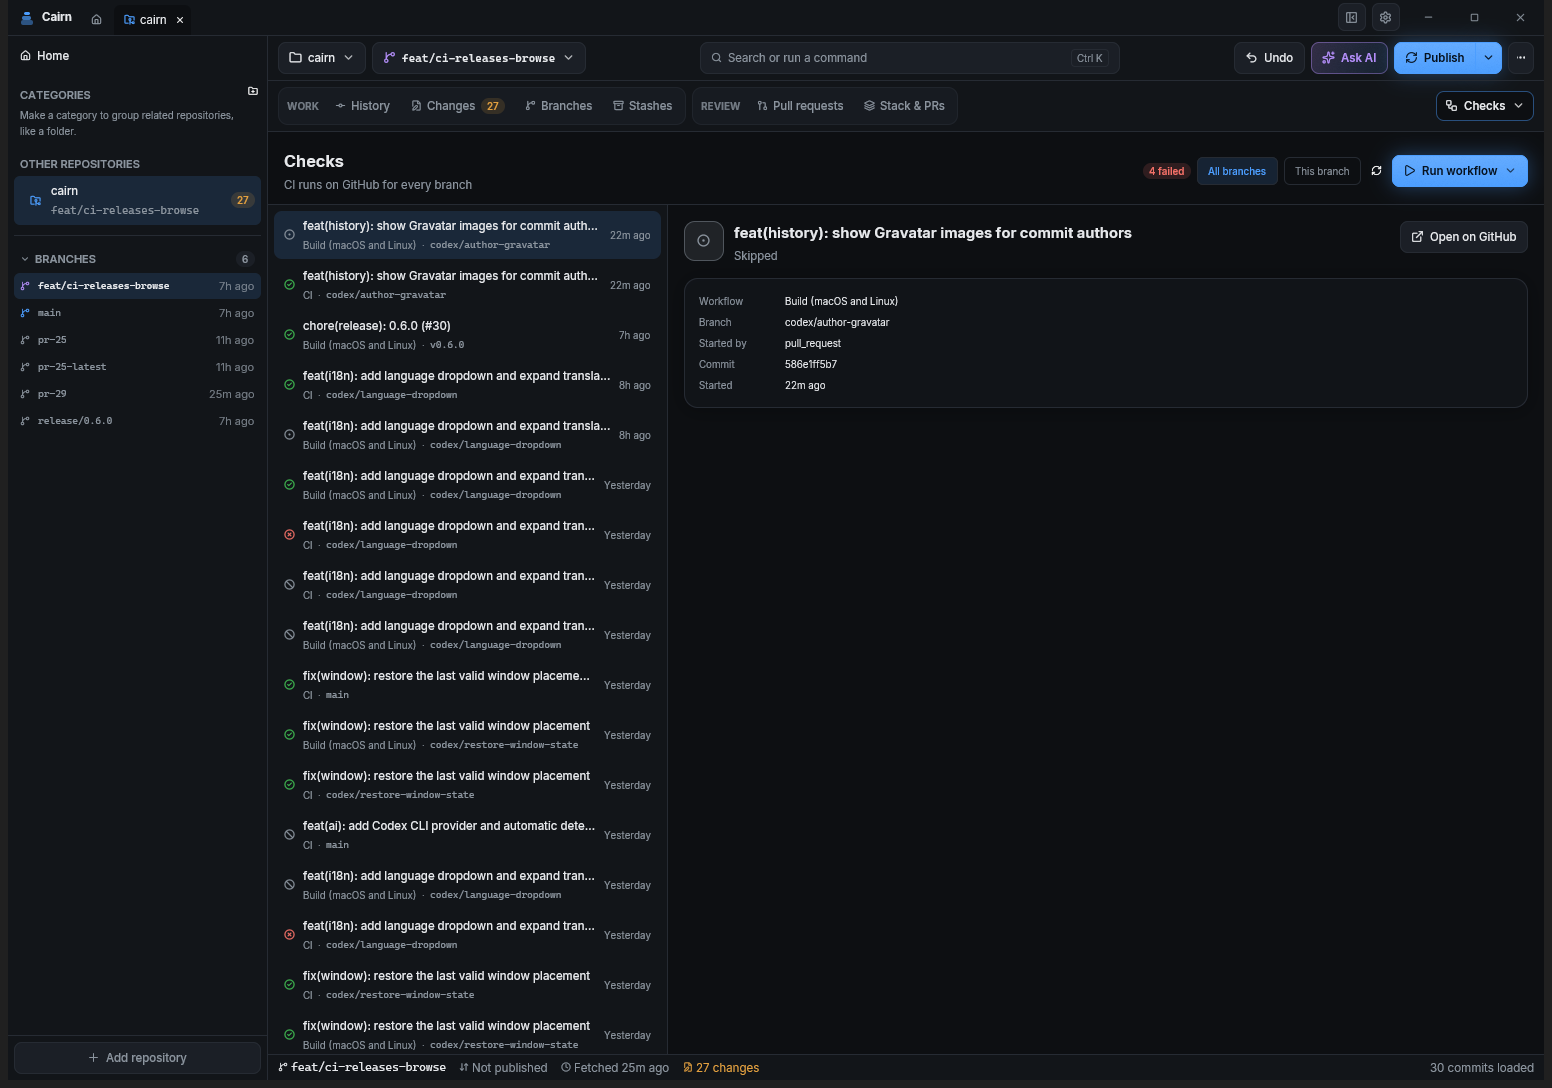 Cairn
cairn
Home
CATEGORIES
Make a category to group related repositories, like a folder.
OTHER REPOSITORIES
cairn
feat/ci-releases-browse
27
BRANCHES
6
feat/ci-releases-browse 7h ago
main 7h ago
pr-25 11h ago
pr-25-latest 11h ago
pr-29 25m ago
release/0.6.0 7h ago
Add repository
cairn
feat/ci-releases-browse
Search or run a command
Ctrl K
Undo
Ask AI
Publish
WORK
History
Changes 27
Branches
Stashes
REVIEW
Pull requests
Stack & PRs
Checks
Checks
CI runs on GitHub for every branch
4 failed
All branches
This branch
Run workflow
feat(history): show Gravatar images for commit auth...
Build (macOS and Linux) · codex/author-gravatar
22m ago
feat(history): show Gravatar images for commit auth...
CI · codex/author-gravatar
22m ago
chore(release): 0.6.0 (#30)
Build (macOS and Linux) · v0.6.0
7h ago
feat(i18n): add language dropdown and expand transla...
CI · codex/language-dropdown
8h ago
feat(i18n): add language dropdown and expand transla...
Build (macOS and Linux) · codex/language-dropdown
8h ago
feat(i18n): add language dropdown and expand tran...
Build (macOS and Linux) · codex/language-dropdown
Yesterday
feat(i18n): add language dropdown and expand tran...
CI · codex/language-dropdown
Yesterday
feat(i18n): add language dropdown and expand tran...
CI · codex/language-dropdown
Yesterday
feat(i18n): add language dropdown and expand tran...
Build (macOS and Linux) · codex/language-dropdown
Yesterday
fix(window): restore the last valid window placeme...
CI · main
Yesterday
fix(window): restore the last valid window placement
Build (macOS and Linux) · codex/restore-window-state
Yesterday
fix(window): restore the last valid window placement
CI · codex/restore-window-state
Yesterday
feat(ai): add Codex CLI provider and automatic dete...
CI · main
Yesterday
feat(i18n): add language dropdown and expand tran...
Build (macOS and Linux) · codex/language-dropdown
Yesterday
feat(i18n): add language dropdown and expand tran...
CI · codex/language-dropdown
Yesterday
fix(window): restore the last valid window placement
CI · codex/restore-window-state
Yesterday
fix(window): restore the last valid window placement
Build (macOS and Linux) · codex/restore-window-state
Yesterday
feat(history): show Gravatar images for commit authors
Skipped
Open on GitHub
Workflow Build (macOS and Linux)
Branch codex/author-gravatar
Started by pull_request
Commit 586e1ff5b7
Started 22m ago
feat/ci-releases-browse
Not published
Fetched 25m ago
27 changes
30 commits loaded